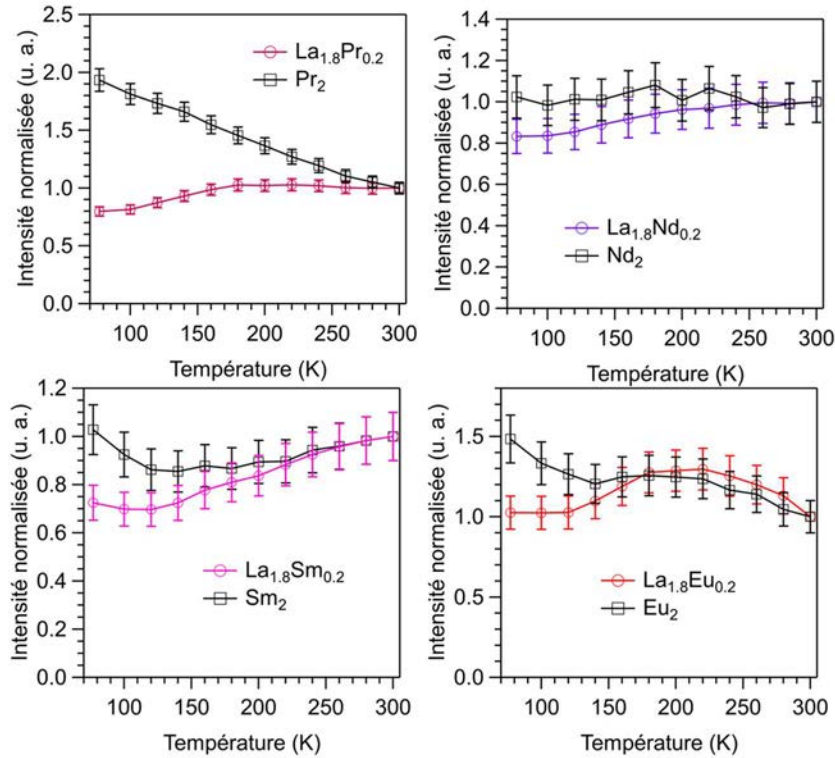 2.5
2.0
1.5
1.0
0.5
0.0
Intensité normalisée (u. a.)
La1.8Pr0.2
Pr2
100
150
200
250
300
Température (K)
1.4
1.2
1.0
0.8
0.6
0.4
0.2
0.0
Intensité normalisée (u. a.)
La1.8Nd0.2
Nd2
100
150
200
250
300
Température (K)
1.2
1.0
0.8
0.6
0.4
0.2
0.0
Intensité normalisée (u. a.)
La1.8Sm0.2
Sm2
100
150
200
250
300
Température (K)
1.5
1.0
0.5
0.0
Intensité normalisée (u. a.)
La1.8Eu0.2
Eu2
100
150
200
250
300
Température (K)